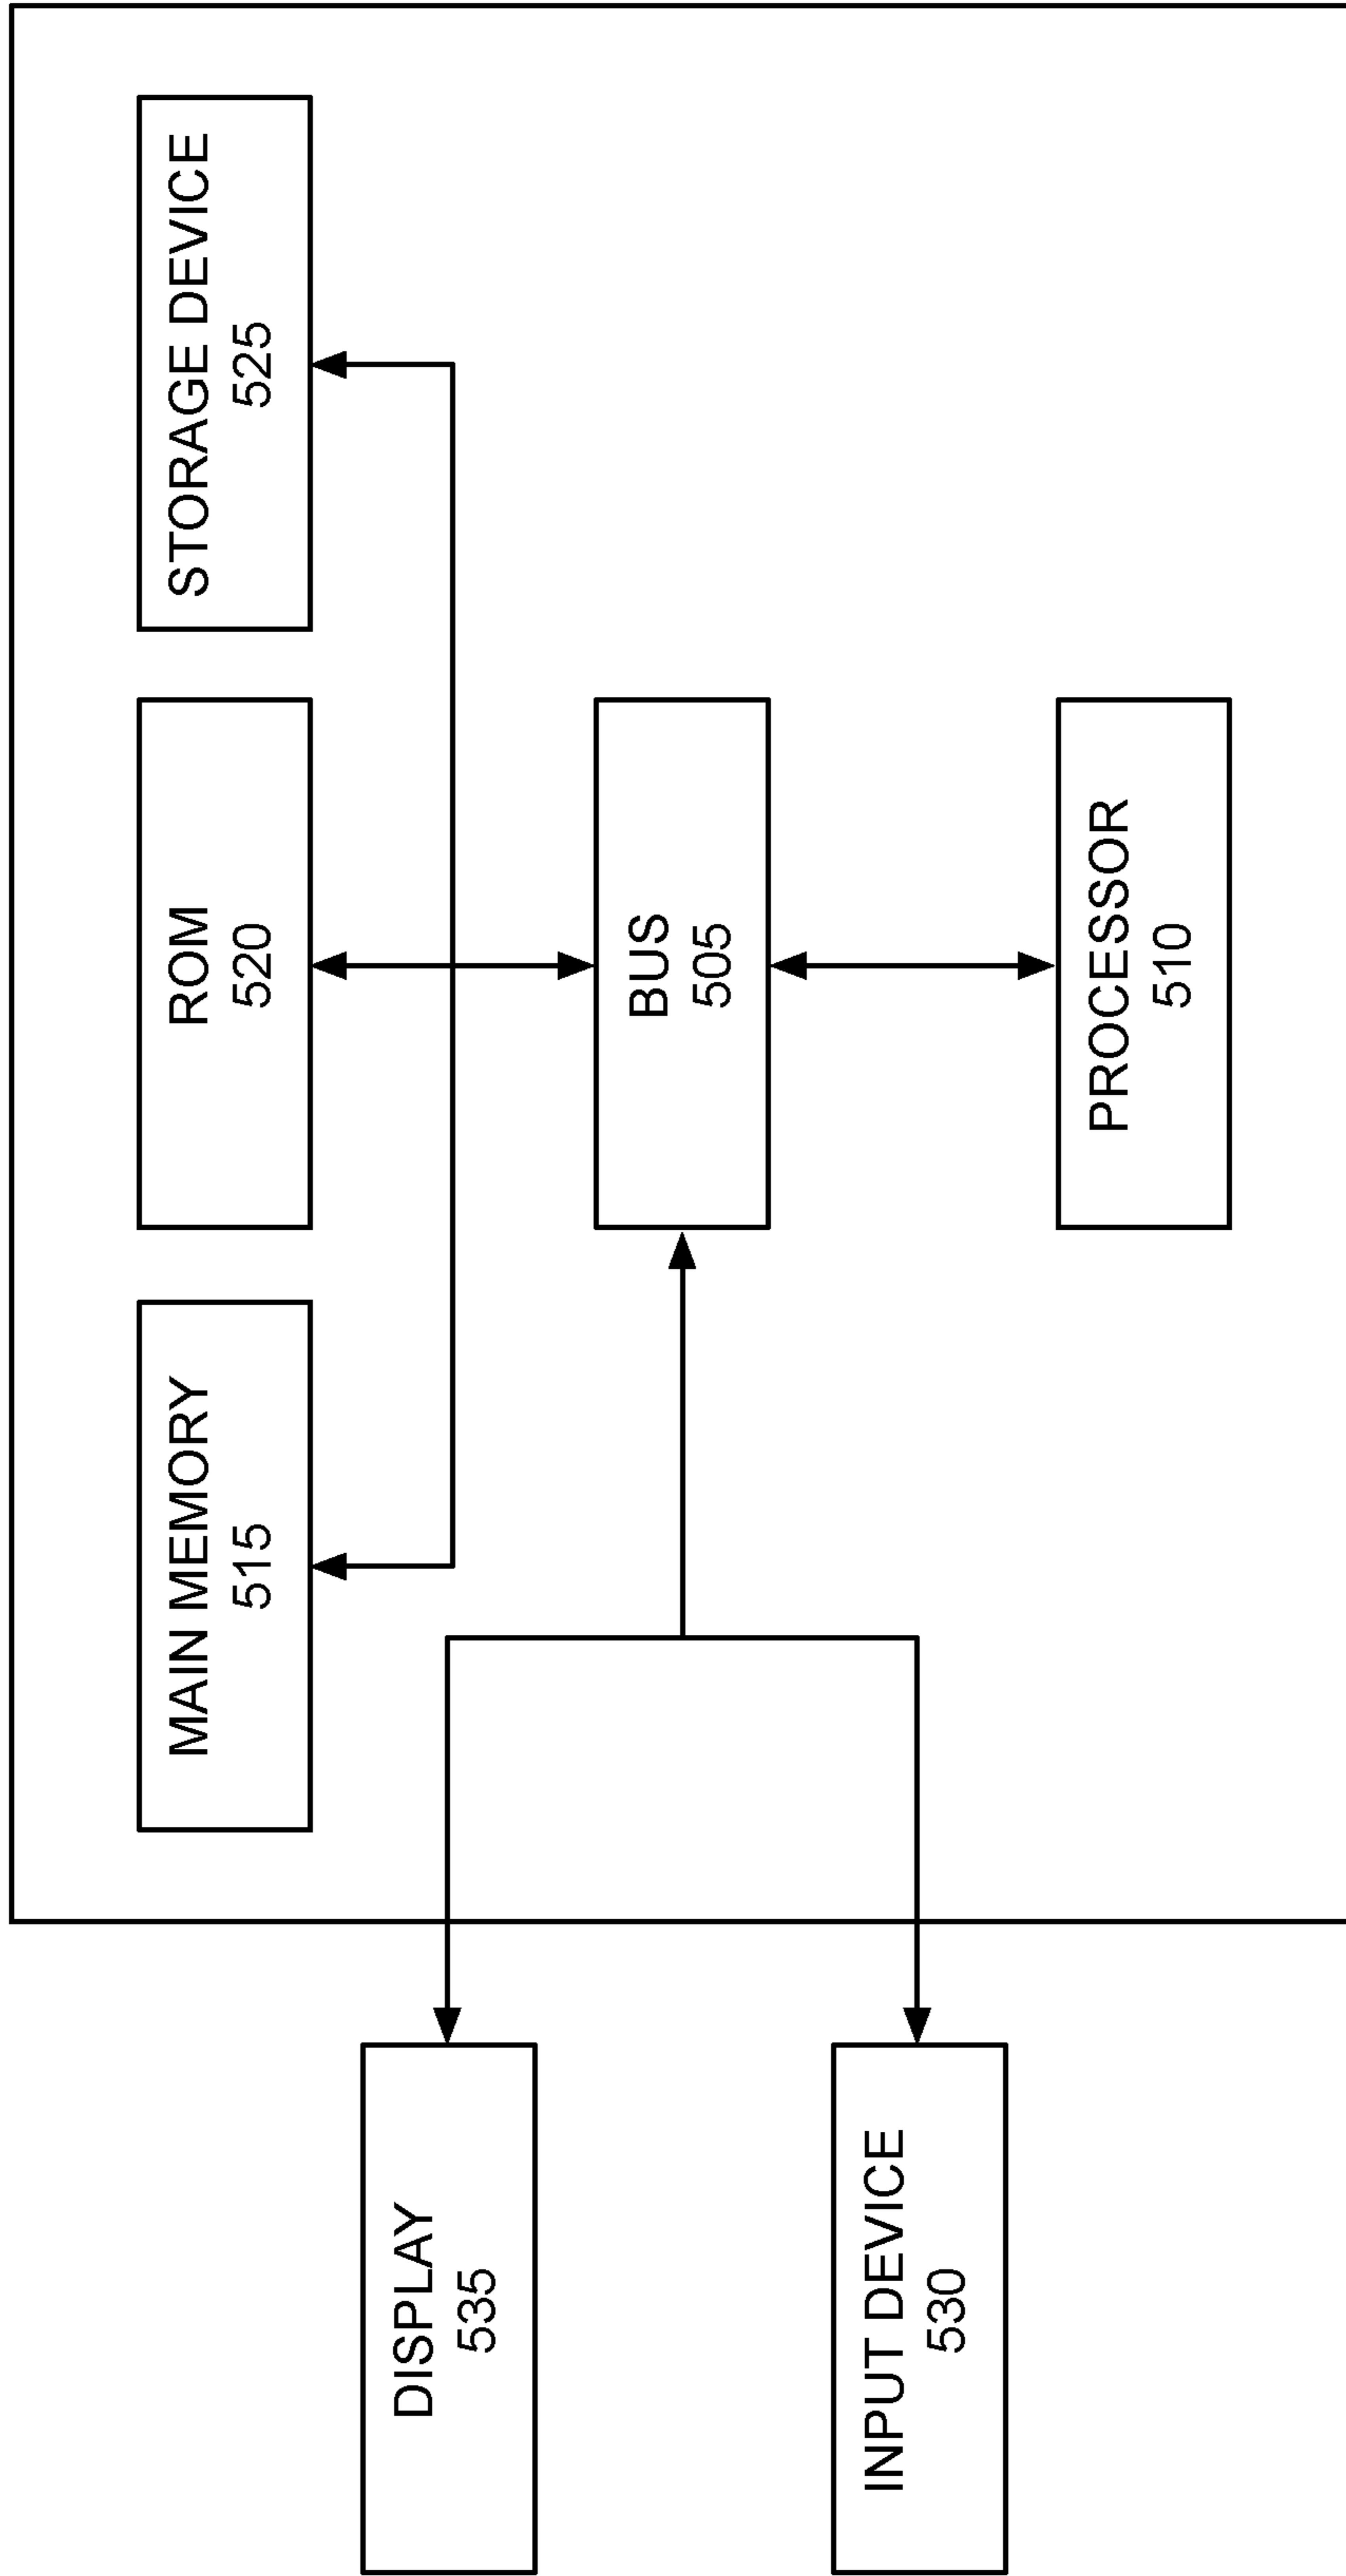 MAIN MEMORY
515
ROM
520
STORAGE DEVICE
525
DISPLAY
535
BUS
505
INPUT DEVICE
530
PROCESSOR
510